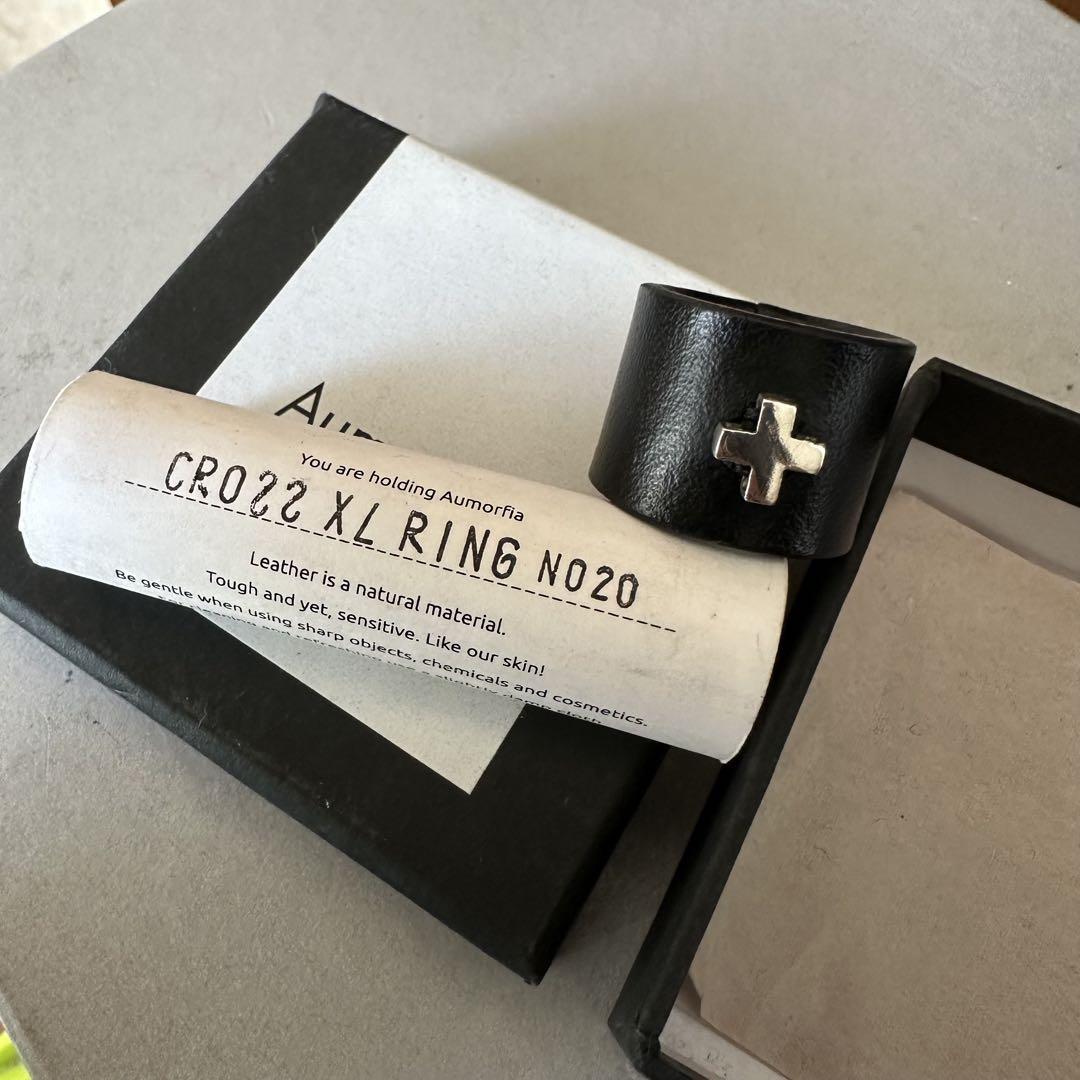 You are holding Aumorfia
CROSS XL RING NO20
Leather is a natural material.
Tough and yet, sensitive. Like our skin!
Be gentle when using sharp objects, chemicals and cosmetics.